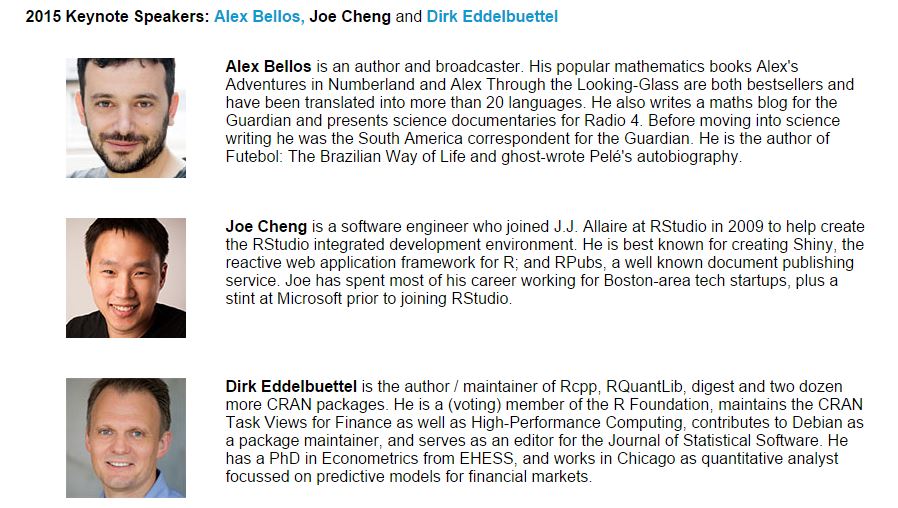 2015 Keynote Speakers: Alex Bellos, Joe Cheng and Dirk Eddelbuettel
Alex Bellos is an author and broadcaster. His popular mathematics books Alex's
Adventures in Numberland and Alex Through the Looking-Glass are both bestsellers and
have been translated into more than 20 languages. He also writes a maths blog for the
Guardian and presents science documentaries for Radio 4. Before moving into science
writing he was the South America correspondent for the Guardian. He is the author of
Futebol: The Brazilian Way of Life and ghost-wrote Pelé's autobiography.
Joe Cheng is a software engineer who joined J.J. Allaire at RStudio in 2009 to help create
the RStudio integrated development environment. He is best known for creating Shiny, the
reactive web application framework for R; and RPubs, a well known document publishing
service. Joe has spent most of his career working for Boston-area tech startups, plus a
stint at Microsoft prior to joining RStudio.
Dirk Eddelbuettel is the author / maintainer of Rcpp, RQuantLib, digest and two dozen
more CRAN packages. He is a (voting) member of the R Foundation, maintains the CRAN
Task Views for Finance as well as High-Performance Computing, contributes to Debian as
a package maintainer, and serves as an editor for the Journal of Statistical Software. He
has a PhD in Econometrics from EHESS, and works in Chicago as quantitative analyst
focussed on predictive models for financial markets.